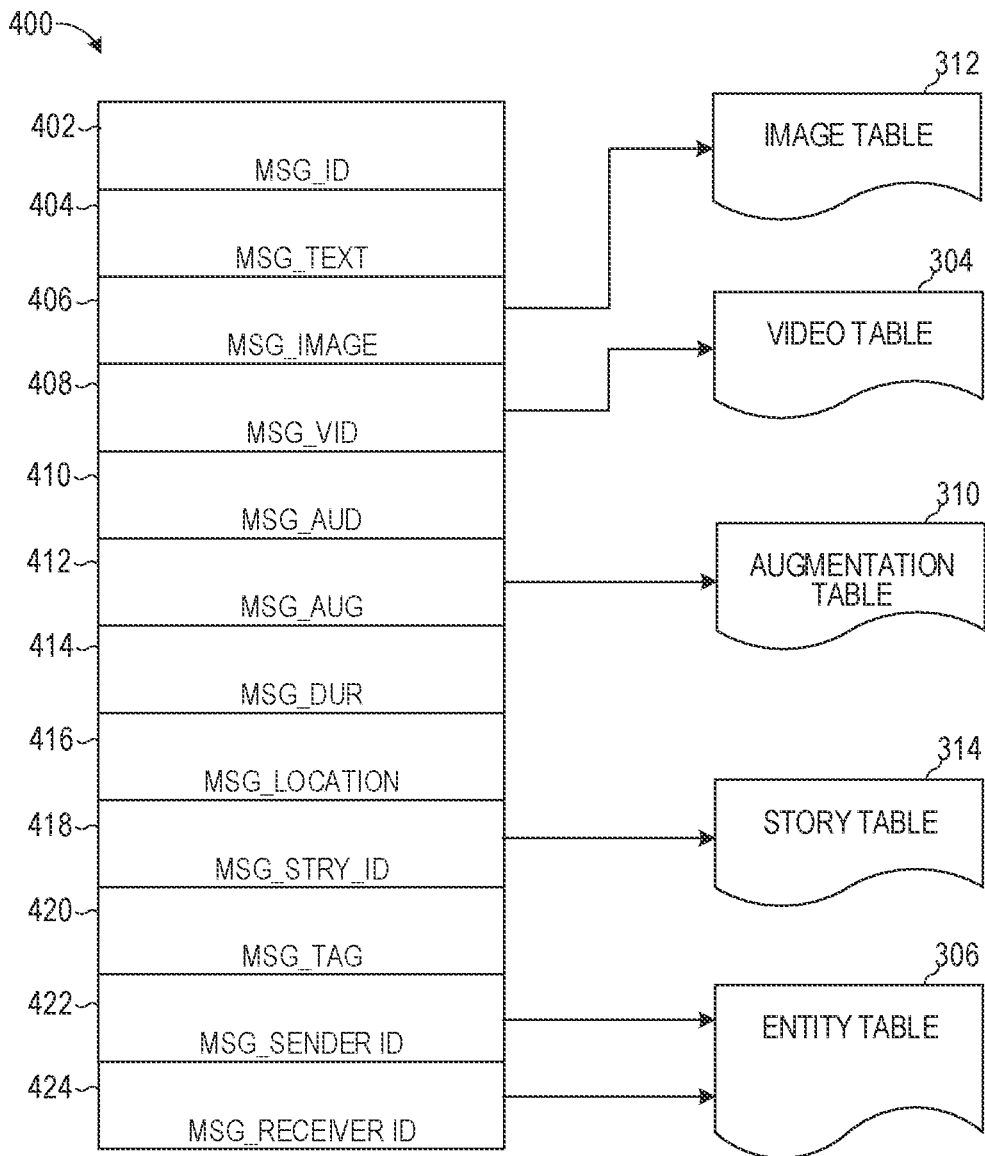 400
402
MSG_ID
404
MSG_TEXT
406
MSG_IMAGE
408
MSG_VID
410
MSG_AUD
412
MSG_AUG
414
MSG_DUR
416
MSG_LOCATION
418
MSG_STRY_ID
420
MSG_TAG
422
MSG_SENDER ID
424
MSG_RECEIVER ID
312
IMAGE TABLE
304
VIDEO TABLE
310
AUGMENTATION
TABLE
314
STORY TABLE
306
ENTITY TABLE